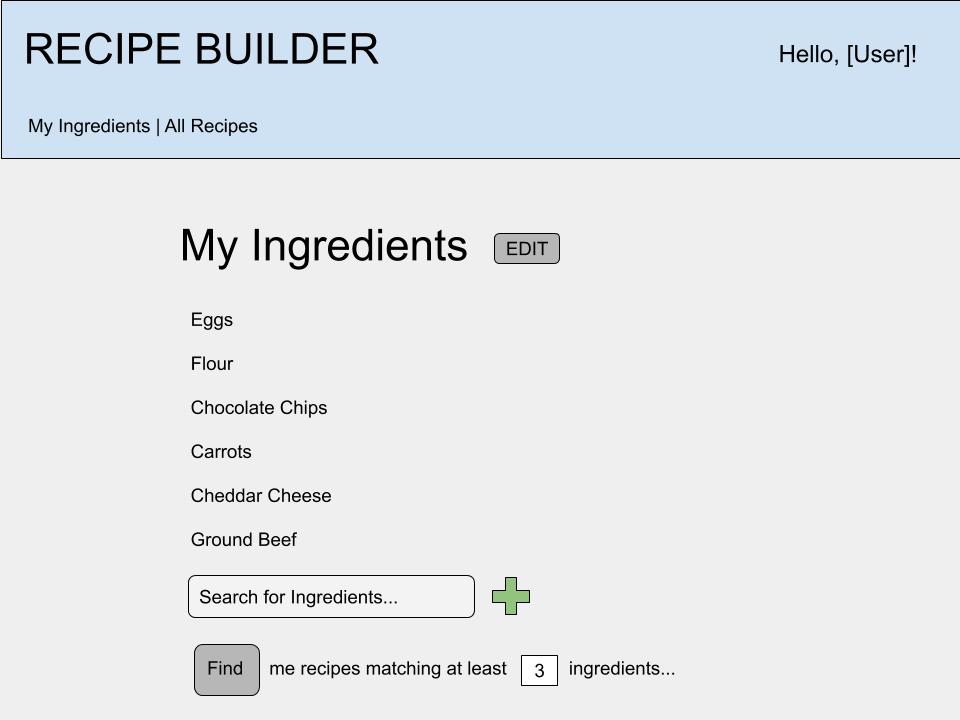 RECIPE BUILDER
Hello, [User]!
My Ingredients | All Recipes
My Ingredients
EDIT
Eggs
Flour
Chocolate Chips
Carrots
Cheddar Cheese
Ground Beef
Search for Ingredients...
Find me recipes matching at least 3 ingredients...